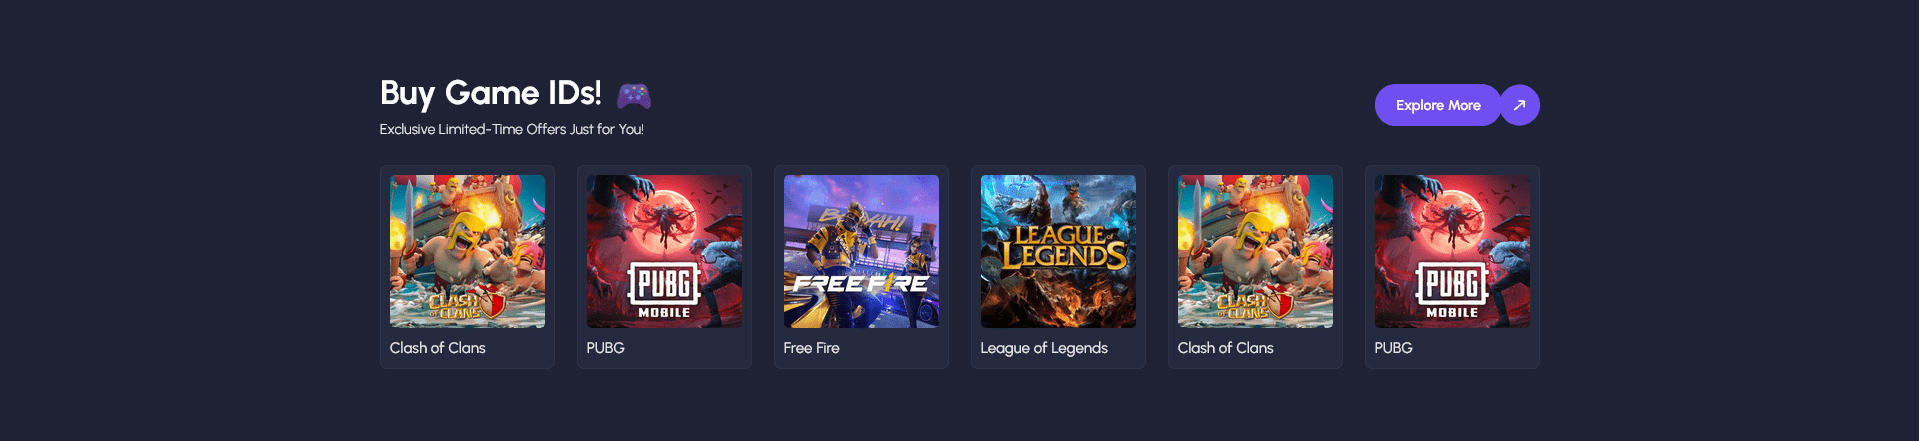 Buy Game IDs!
Exclusive Limited-Time Offers Just for You!
Explore More
CLASH
OF CLANS
Clash of Clans
PUBG
MOBILE
PUBG
BOOYAH!
FREE FIRE
Free Fire
LEAGUE of
LEGENDS
League of Legends
CLASH
OF CLANS
Clash of Clans
PUBG
MOBILE
PUBG